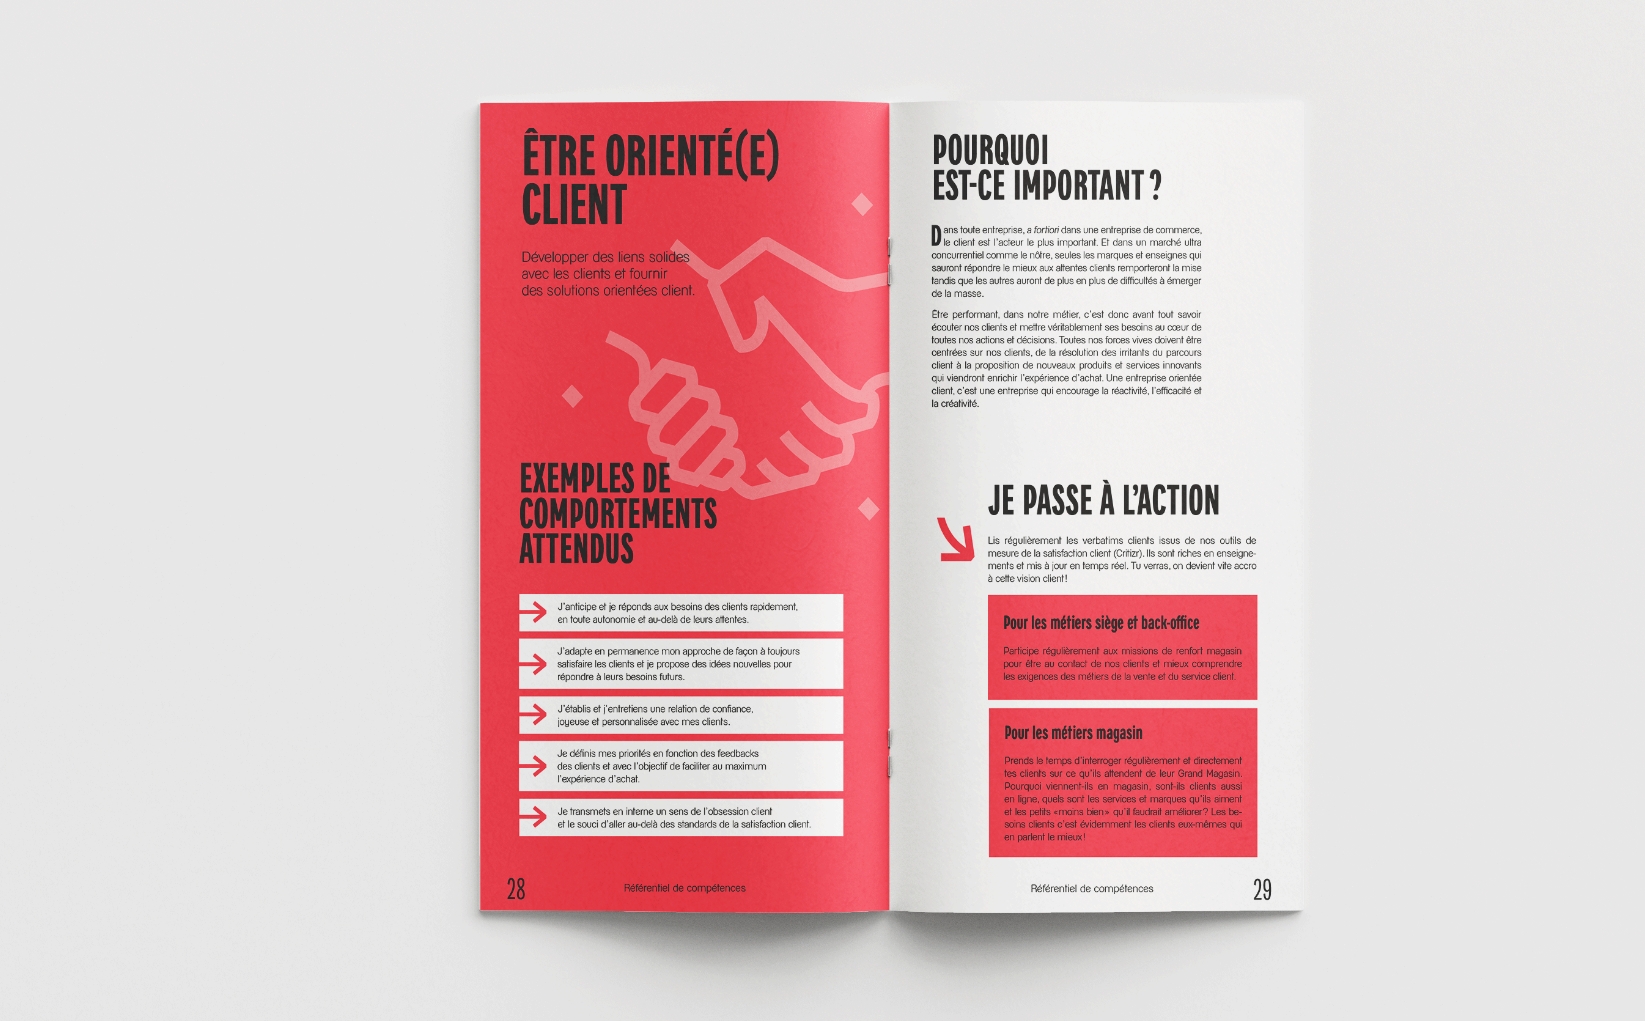 ÊTRE ORIENTÉ(E)
CLIENT
Développer des liens solides
avec les clients et fournir
des solutions orientées client.
EXEMPLES DE
COMPORTEMENTS
ATTENDUS
J'anticipe et je réponds aux besoins des clients rapidement,
en toute autonomie et au-delà de leurs attentes.
J'adapte en permanence mon approche de façon à toujours
satisfaire les clients et je propose des idées nouvelles pour
répondre à leurs besoins futurs.
J'établis et j'entretiens une relation de confiance,
joyeuse et personnalisée avec mes clients.
Je définis mes priorités en fonction des feedbacks
des clients et avec l'objectif de faciliter au maximum
l'expérience d'achat.
Je transmets en interne un sens de l'obsession client
et le souci d'aller au-delà des standards de la satisfaction client.
28
Référentiel de compétences
POURQUOI
EST-CE IMPORTANT ?
Dans toute entreprise, a fortiori dans une entreprise de commerce,
le client est l'acteur le plus important. Et dans un marché ultra
concurrentiel comme le nôtre, seules les marques et enseignes qui
sauront répondre le mieux aux attentes clients remporteront la mise
tandis que les autres auront de plus en plus de difficultés à émerger
de la masse.
Être performant, dans notre métier, c'est donc avant tout savoir
écouter nos clients et mettre véritablement ses besoins au cœur de
toutes nos actions et décisions. Toutes nos forces vives doivent être
centrées sur nos clients, de la résolution des irritants du parcours
client à la proposition de nouveaux produits et services innovants
qui viendront enrichir l'expérience d'achat. Une entreprise orientée
client, c'est une entreprise qui encourage la réactivité, l'efficacité et
la créativité.
JE PASSE À L'ACTION
Lis régulièrement les verbatims clients issus de nos outils de
mesure de la satisfaction client (Critizr). Ils sont riches en enseigne-
ments et mis à jour en temps réel. Tu verras, on devient vite accro
à cette vision client !
Pour les métiers siège et back-office
Participe régulièrement aux missions de renfort magasin
pour être au contact de nos clients et mieux comprendre
les exigences des métiers de la vente et du service client.
Pour les métiers magasin
Prends le temps d'interroger régulièrement et directement
tes clients sur ce qu'ils attendent de leur Grand Magasin.
Pourquoi viennent-ils en magasin, sont-ils clients aussi
en ligne, quels sont les services et marques qu'ils aiment
et les petits «moins bien» qu'il faudrait améliorer? Les be-
soins clients c'est évidemment les clients eux-mêmes qui
en parlent le mieux !
Référentiel de compétences
29